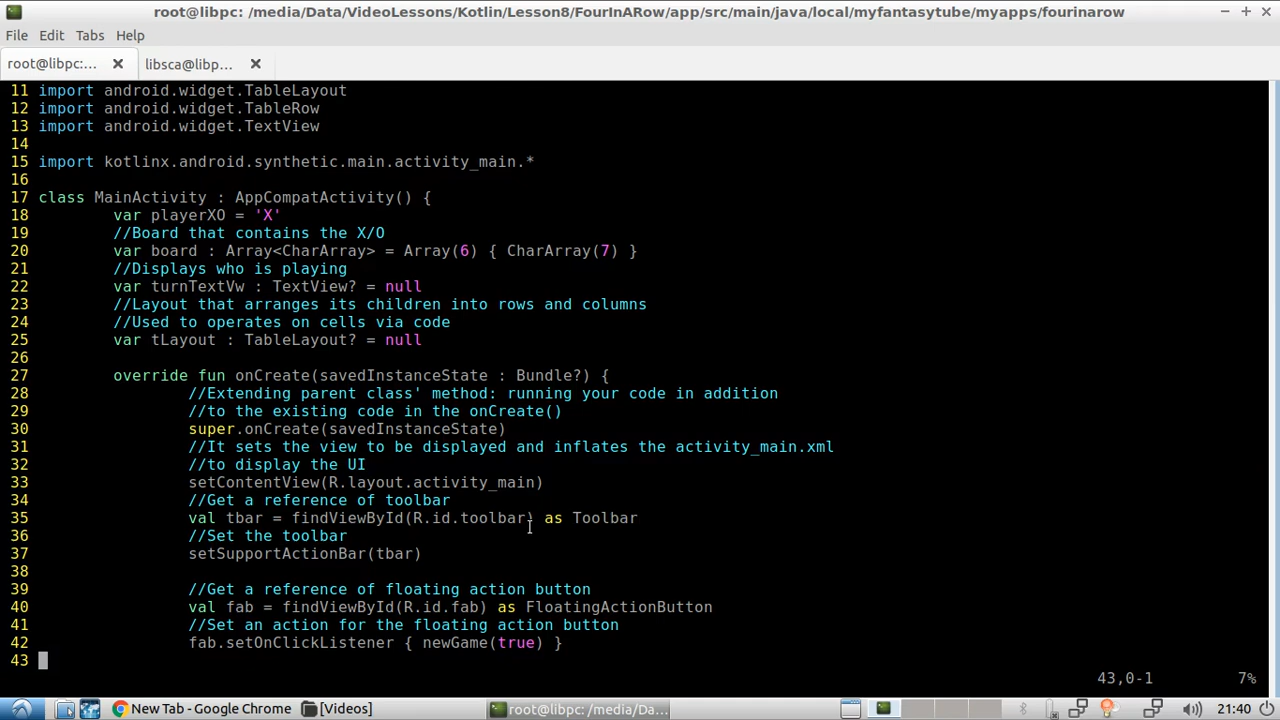 root@libpc: /media/Data/VideoLessons/Kotlin/Lesson8/FourInARow/app/src/main/java/local/myfantasytube/myapps/fourinarow
File Edit Tabs Help
root@libpc:... libsca@libp...
11 import android.widget.TableLayout
12 import android.widget.TableRow
13 import android.widget.TextView
14
15 import kotlinx.android.synthetic.main.activity_main.*
16
17 class MainActivity : AppCompatActivity() {
18 var playerXO = 'X'
19 //Board that contains the X/O
20 var board : Array<CharArray> = Array(6) { CharArray(7) }
21 //Displays who is playing
22 var turnTextVw : TextView? = null
23 //Layout that arranges its children into rows and columns
24 //Used to operates on cells via code
25 var tLayout : TableLayout? = null
26
27 override fun onCreate(savedInstanceState : Bundle?) {
28 //Extending parent class' method: running your code in addition
29 //to the existing code in the onCreate()
30 super.onCreate(savedInstanceState)
31 //It sets the view to be displayed and inflates the activity_main.xml
32 //to display the UI
33 setContentView(R.layout.activity_main)
34 //Get a reference of toolbar
35 val tbar = findViewById(R.id.toolbar) as Toolbar
36 //Set the toolbar
37 setSupportActionBar(tbar)
38
39 //Get a reference of floating action button
40 val fab = findViewById(R.id.fab) as FloatingActionButton
41 //Set an action for the floating action button
42 fab.setOnClickListener { newGame(true) }
43
43,0-1 7%
New Tab - Google Chrome [Videos] root@libpc: /media/Da... 21:40